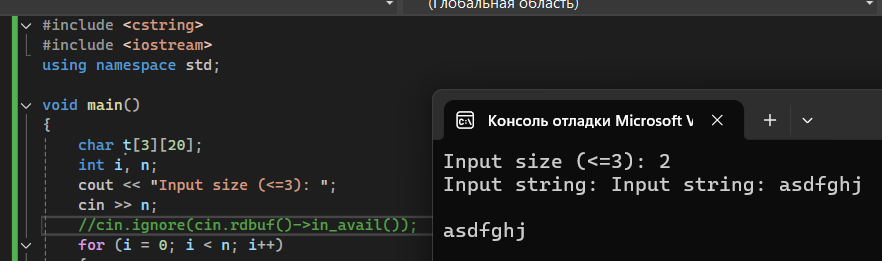 (Глобальная область)
#include <cstring>
#include <iostream>
using namespace std;
void main()
{
char t[3][20];
int i, n;
cout << "Input size (<=3): ";
cin >> n;
//cin.ignore(cin.rdbuf()->in_avail());
for (i = 0; i < n; i++)
Консоль отладки Microsoft V
Input size (<=3): 2
Input string: Input string: asdfghj
asdfghj